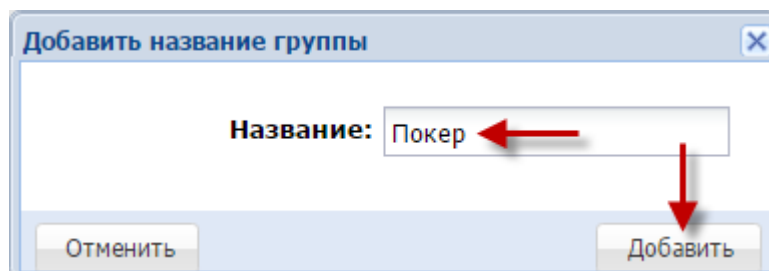 Добавить название группы
Название: Покер
Отменить Добавить